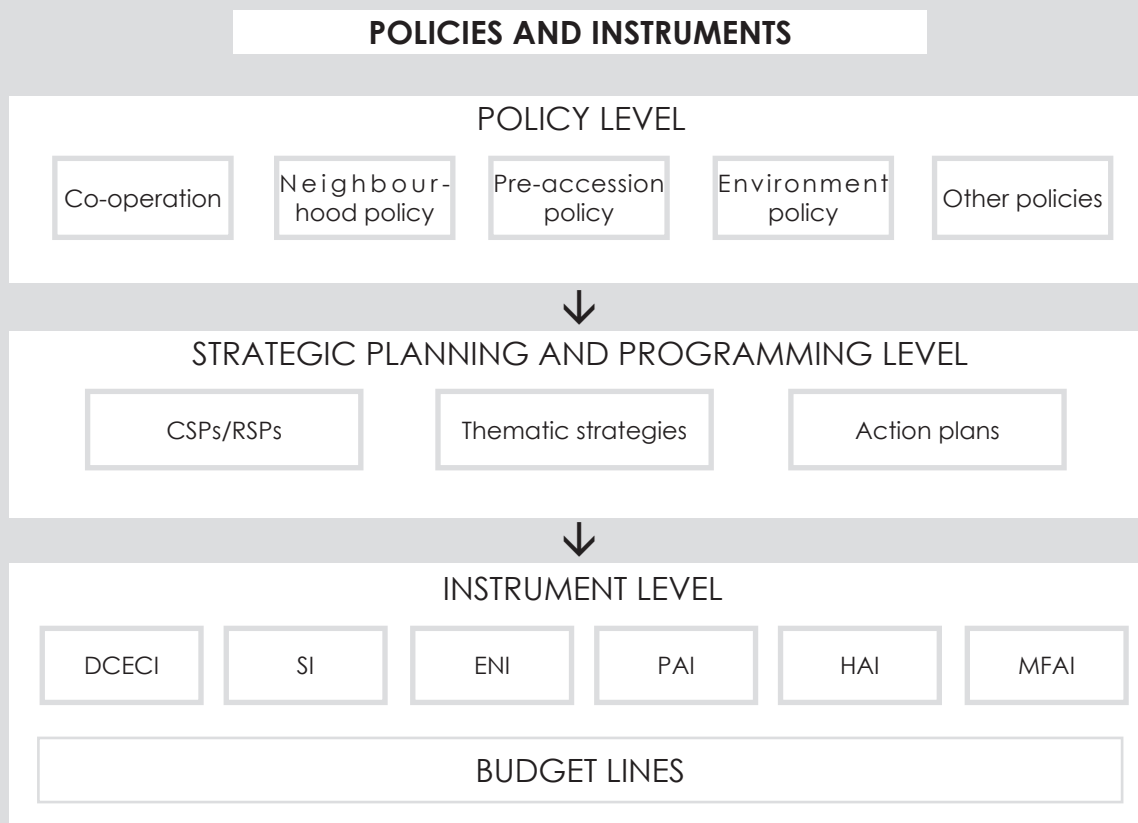 POLICIES AND INSTRUMENTS
POLICY LEVEL
Co-operation
Neighbour-
hood policy
Pre-accession
policy
Environment
policy
Other policies
↓
STRATEGIC PLANNING AND PROGRAMMING LEVEL
CSPs/RSPs
Thematic strategies
Action plans
↓
INSTRUMENT LEVEL
DCECI
SI
ENI
PAI
HAI
MFAI
BUDGET LINES